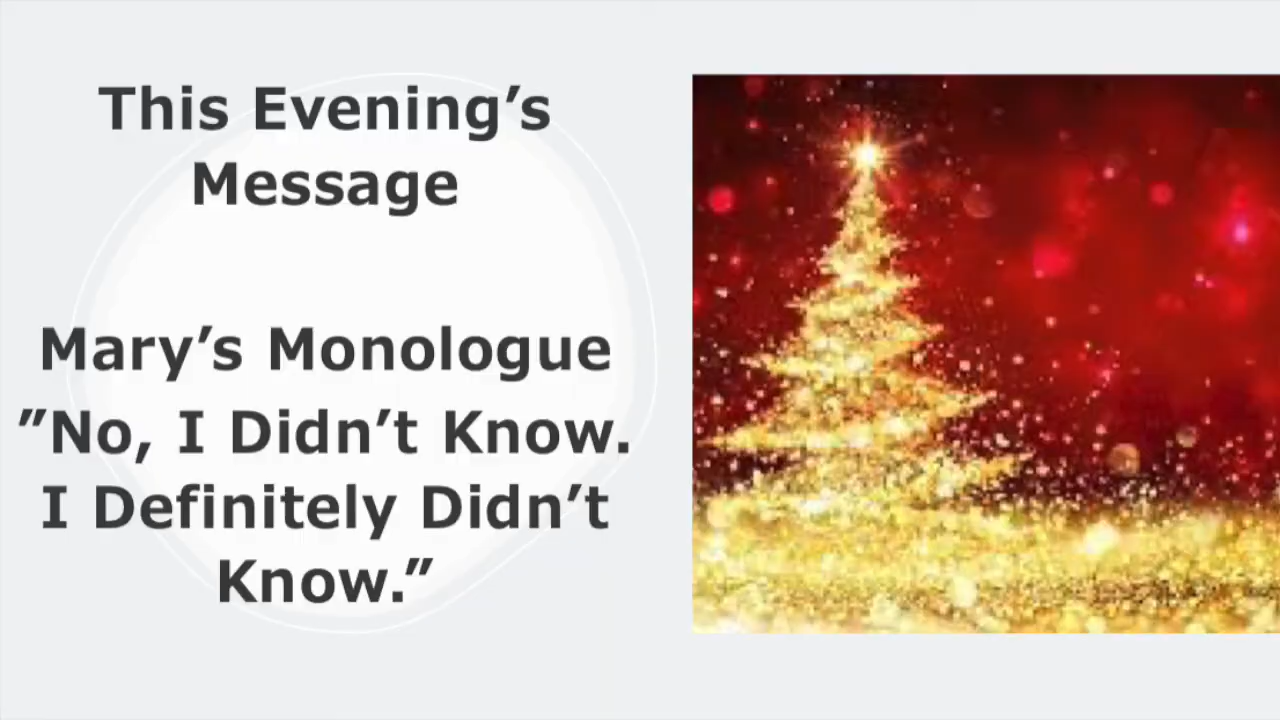 This Evening’s
Message
Mary’s Monologue
”No, I Didn’t Know.
I Definitely Didn’t
Know.”